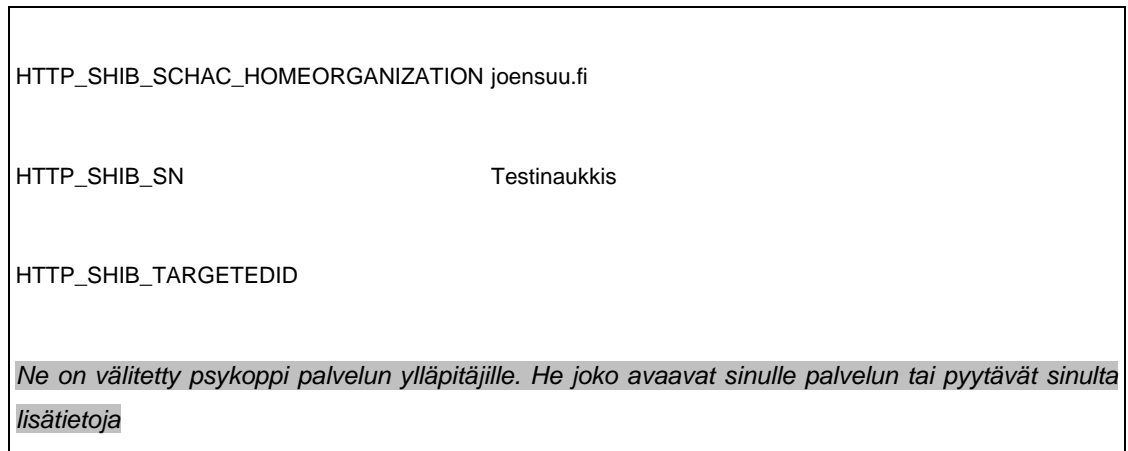 HTTP_SHIB_SCHAC_HOMEORGANIZATION joensuu.fi
HTTP_SHIB_SN Testinaukkis
HTTP_SHIB_TARGETEDID
Ne on välitetty psykoppi palvelun ylläpitäjille. He joko avaavat sinulle palvelun tai pyytävät sinulta
lisätietoja